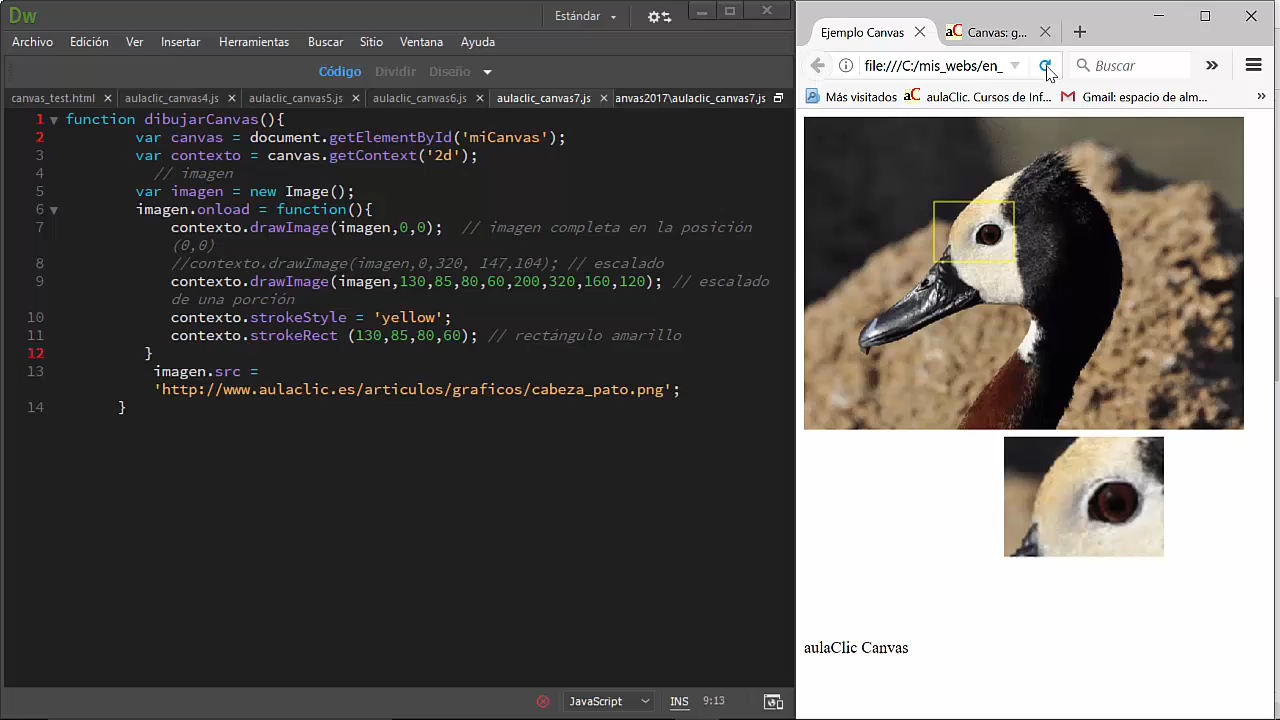 Dw
Estándar
Archivo Edición Ver Insertar Herramientas Buscar Sitio Ventana Ayuda
Código Dividir Diseño
canvas_test.html aulaclic_canvas4.js aulaclic_canvas5.js aulaclic_canvas6.js aulaclic_canvas7.js anvas2017\aulaclic_canvas7.js
1 function dibujarCanvas(){
2 var canvas = document.getElementById('miCanvas');
3 var contexto = canvas.getContext('2d');
4 // imagen
5 var imagen = new Image();
6 imagen.onload = function(){
7 contexto.drawImage(imagen,0,0); // imagen completa en la posición
(0,0)
8 //contexto.drawImage(imagen,0,320, 147,104); // escalado
9 contexto.drawImage(imagen,130,85,80,60,200,320,160,120); // escalado
de una porción
10 contexto.strokeStyle = 'yellow';
11 contexto.strokeRect (130,85,80,60); // rectángulo amarillo
12 }
13 imagen.src =
'http://www.aulaclic.es/articulos/graficos/cabeza_pato.png';
14 }
JavaScript INS 9:13
Ejemplo Canvas aC Canvas: g...
file:///C:/mis_webs/en_ Buscar
Más visitados aC aulaClic. Cursos de Inf... Gmail: espacio de alm...
aulaClic Canvas